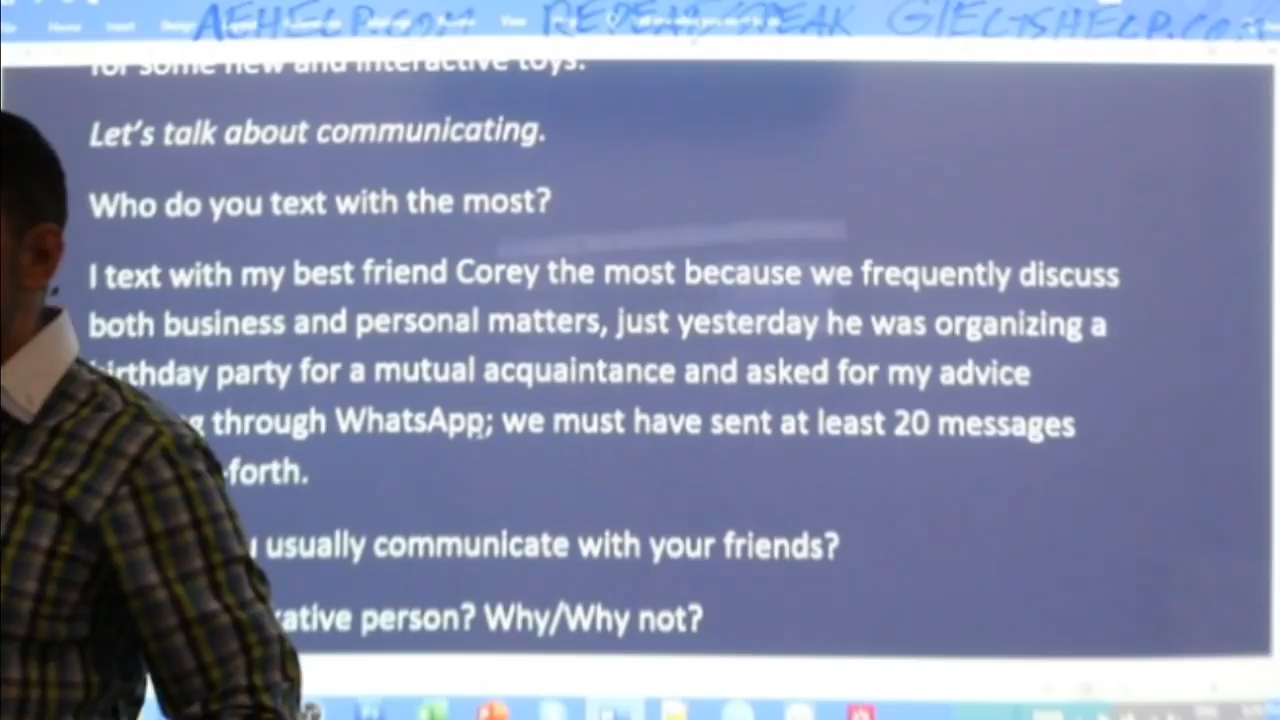 AEHELP.COM REPEAT/SPEAK GIELTSHELP.COM
for some new and interactive toys.
Let's talk about communicating.
Who do you text with the most?
I text with my best friend Corey the most because we frequently discuss
both business and personal matters, just yesterday he was organizing a
birthday party for a mutual acquaintance and asked for my advice
through WhatsApp; we must have sent at least 20 messages
-forth.
usually communicate with your friends?
person? Why/Why not?